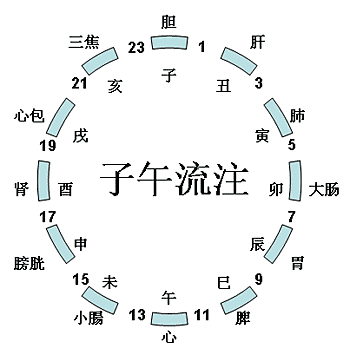 胆
三焦 23 1 肝
子
21 亥 丑 3
心包 肺
戌 寅
19 5
子午流注
肾 酉 卯 大肠
17 7
申 辰
膀胱 胃
15 未 巳 9
午
小腸 13 11 脾
心